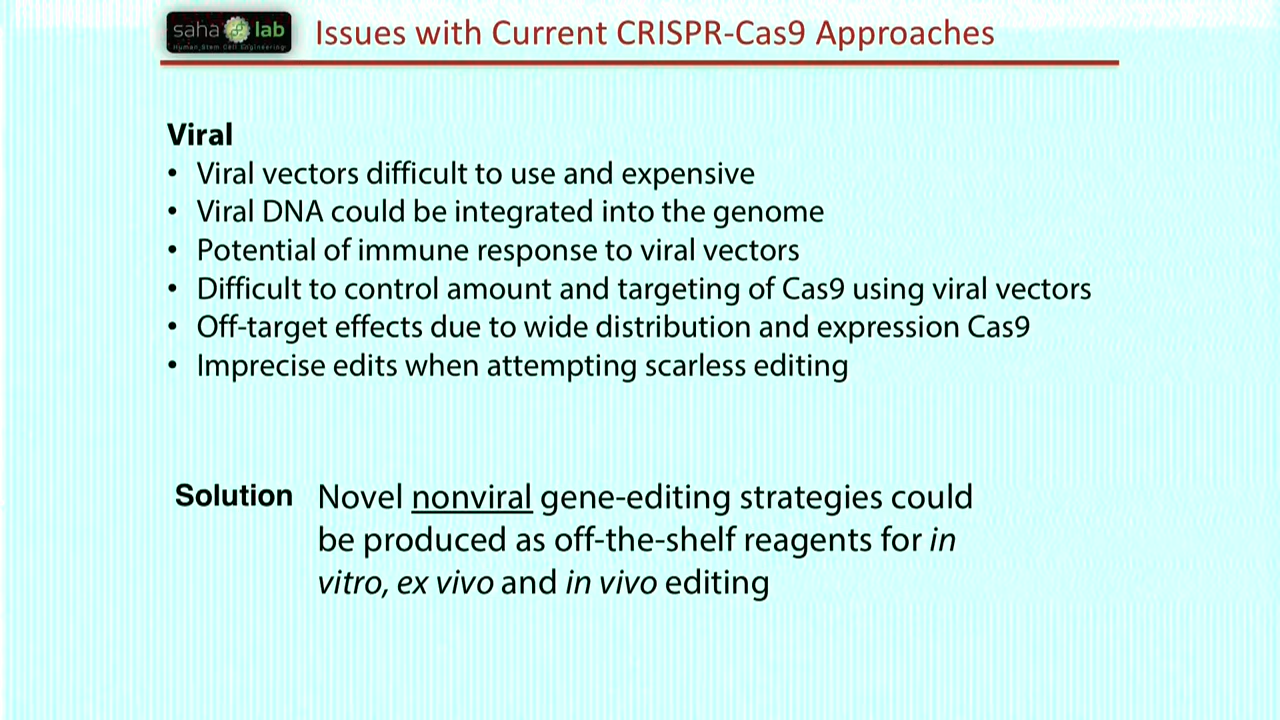 saha lab
Human Stem Cell Engineering
Issues with Current CRISPR-Cas9 Approaches
Viral
• Viral vectors difficult to use and expensive
• Viral DNA could be integrated into the genome
• Potential of immune response to viral vectors
• Difficult to control amount and targeting of Cas9 using viral vectors
• Off-target effects due to wide distribution and expression Cas9
• Imprecise edits when attempting scarless editing
Solution Novel nonviral gene-editing strategies could
be produced as off-the-shelf reagents for in
vitro, ex vivo and in vivo editing